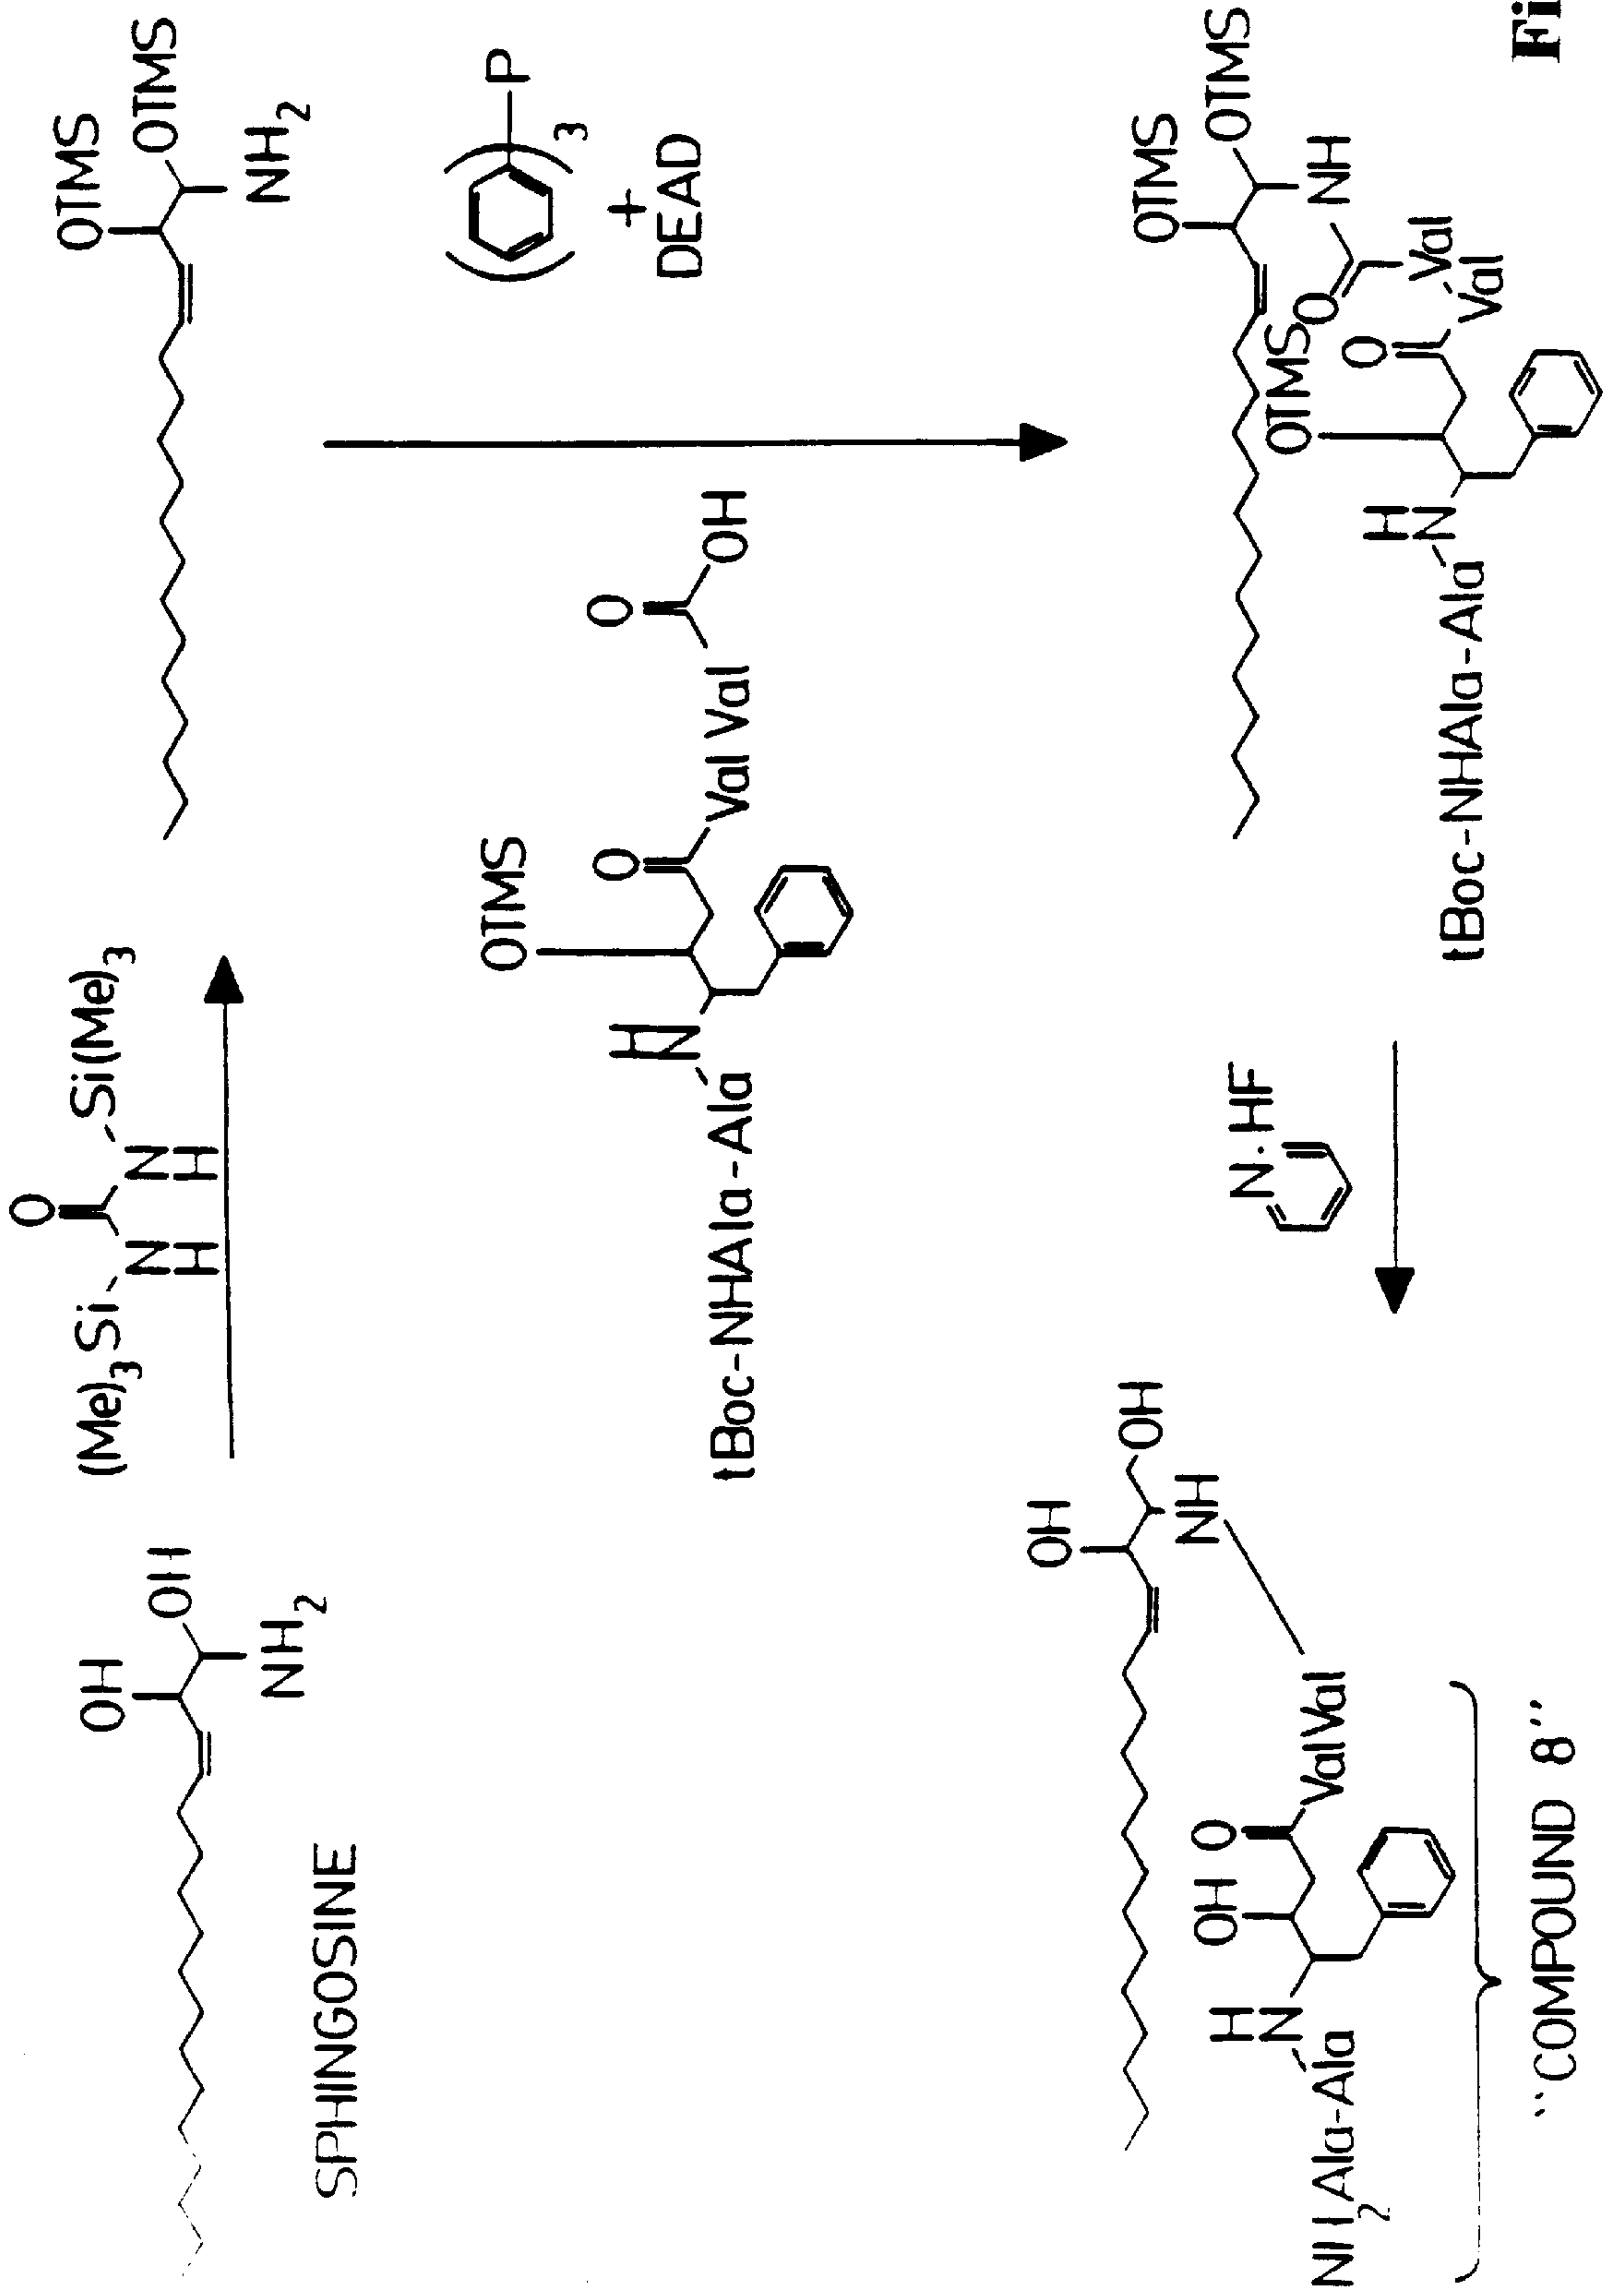 OH
OH
NH2
SPHINGOSINE
O
(Me)3Si
N
H
N
H
Si(Me)3
OTMS
OTMS
NH2
OTMS
O
O
OH
H
N
tBoc-NHAla-Ala
Val Val
( )3
P
+
DEAD
OTMS
OTMS
NH
O
Val
Val
OTMS
O
H
N
tBoc-NHAla-Ala
N·HF
OH
OH
NH
OH
O
ValVal
H
N
NH2Ala-Ala
"COMPOUND 8"
Fi